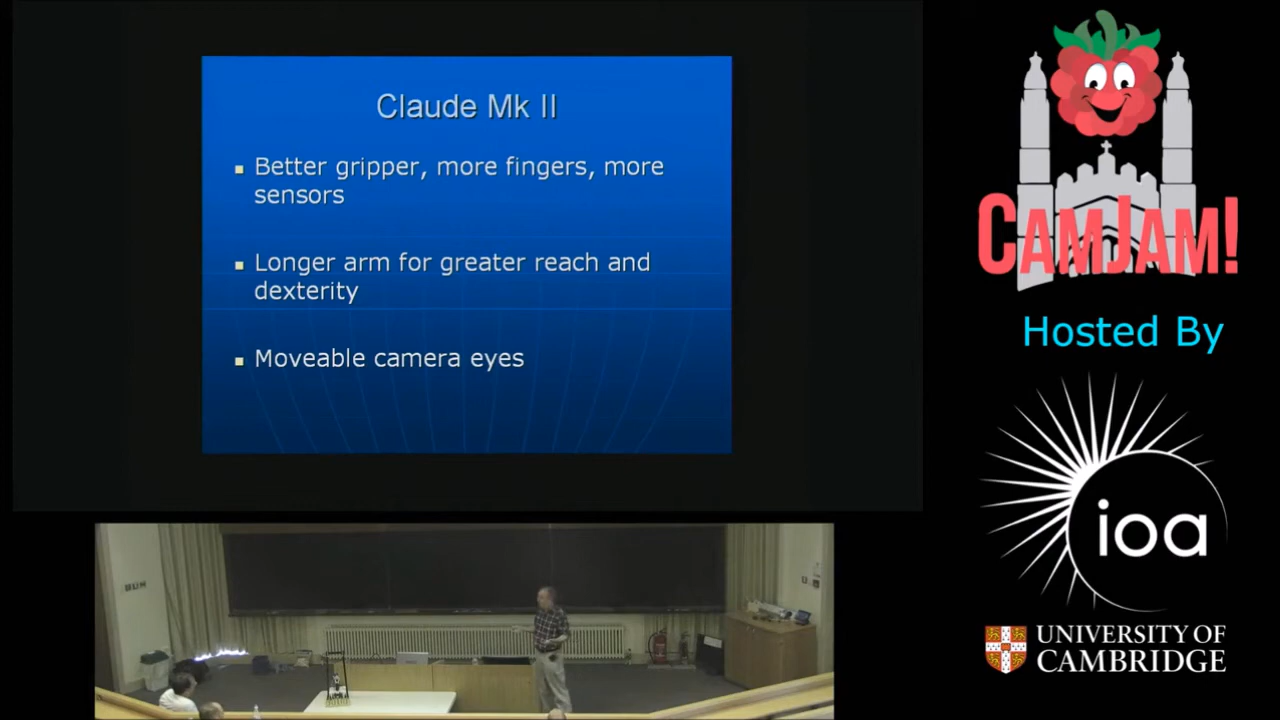 Claude Mk II
Better gripper, more fingers, more
sensors
Longer arm for greater reach and
dexterity
Moveable camera eyes
CAMJAM!
Hosted By
ioa
UNIVERSITY OF
CAMBRIDGE